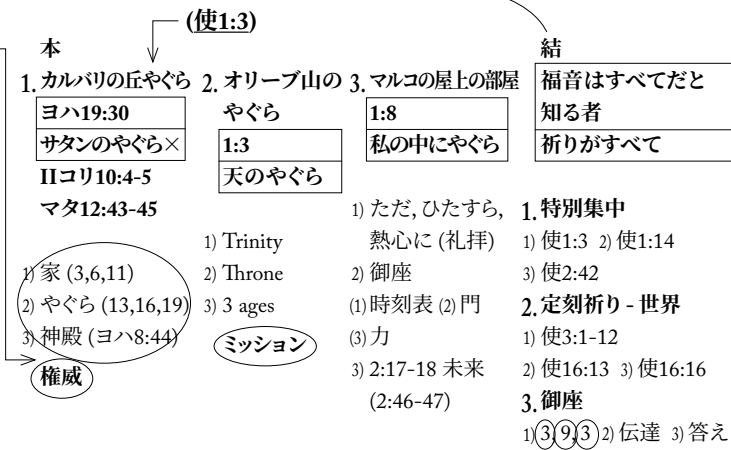 (使1:3)
本
1. カルバリの丘やぐら
ヨハ19:30
サタンのやぐら×
IIコリ10:4-5
マタ12:43-45
1) 家 (3,6,11)
2) やぐら (13,16,19)
3) 神殿 (ヨハ8:44)
権威
2. オリーブ山の
やぐら
1:3
天のやぐら
1) Trinity
2) Throne
3) 3 ages
ミッション
3. マルコの屋上の部屋
1:8
私の中にやぐら
1) ただ, ひたすら,
熱心に (礼拝)
2) 御座
(1) 時刻表 (2) 門
(3) 力
3) 2:17-18 未来
(2:46-47)
結
福音はすべてだと
知る者
祈りがすべて
1. 特別集中
1) 使1:3 2) 使1:14
3) 使2:42
2. 定刻祈り - 世界
1) 使3:1-12
2) 使16:13 3) 使16:16
3. 御座
1) 3,9,3 2) 伝達 3) 答え